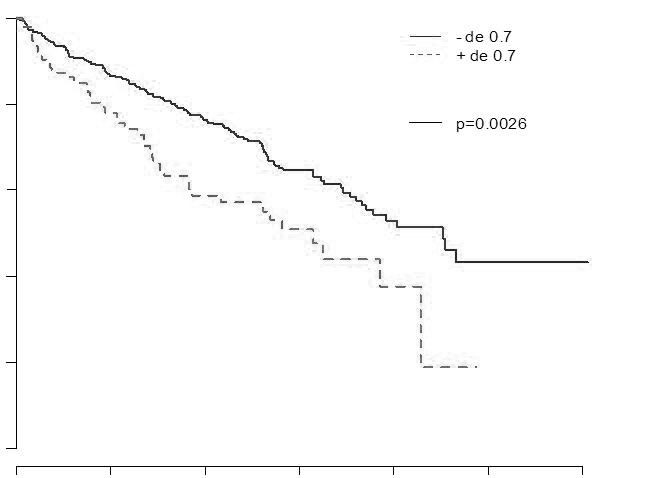 - de 0.7
+ de 0.7
p=0.0026